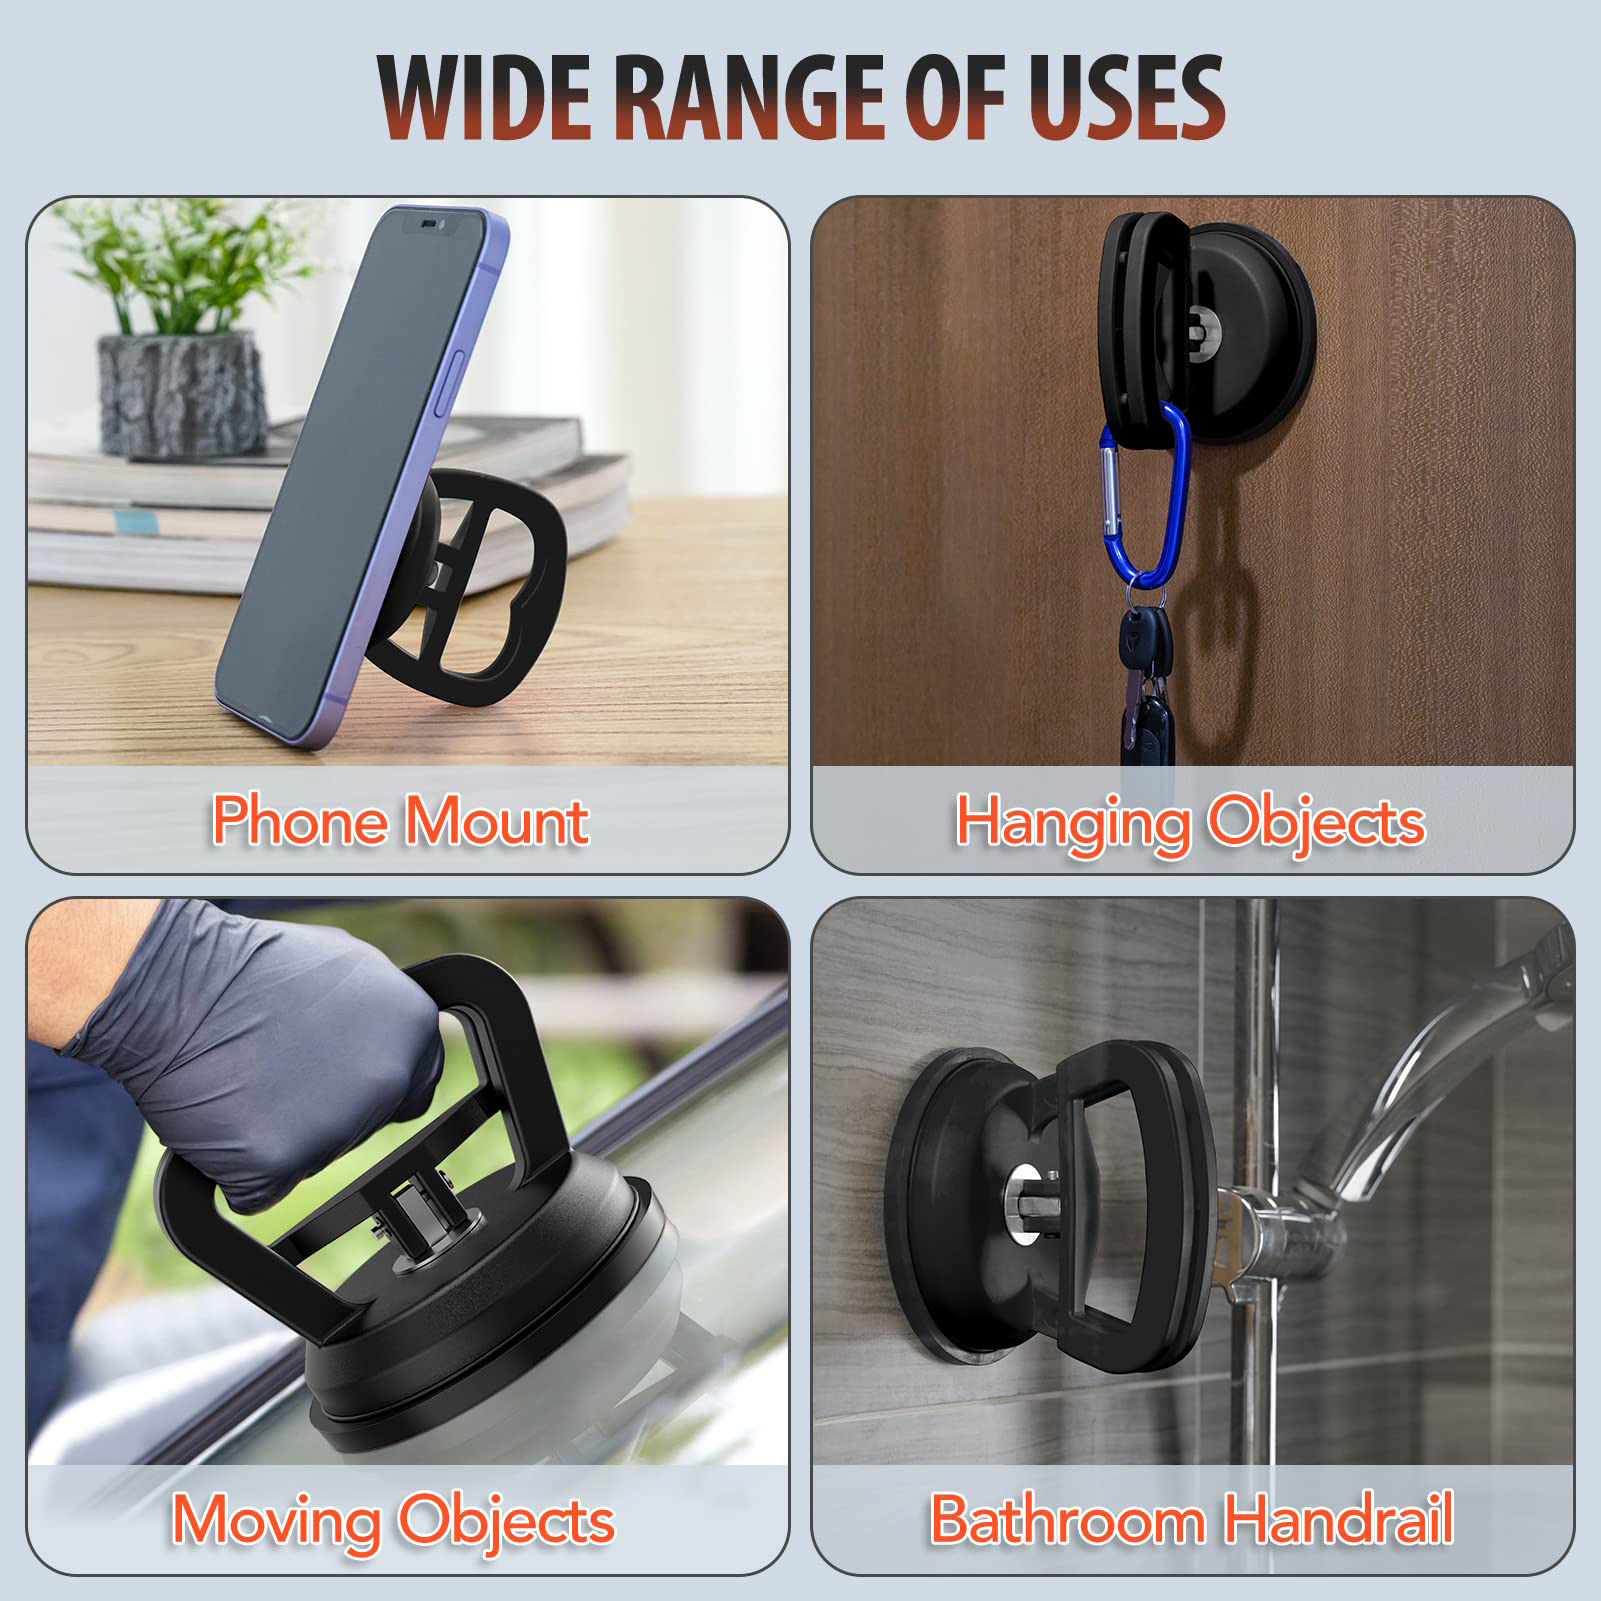 WIDE RANGE OF USES
Phone Mount
Hanging Objects
Moving Objects
Bathroom Handrail